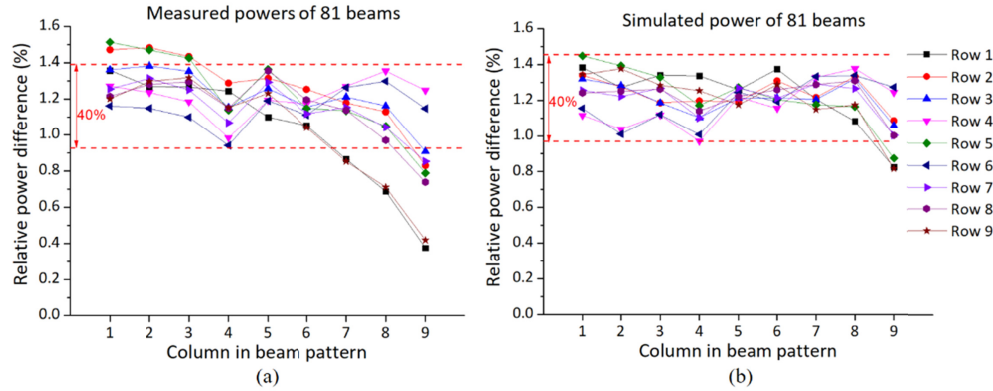 Measured powers of 81 beams
(a)
Relative power difference (%)
1.6
1.4
1.2
1.0
0.8
0.6
0.4
0.2
0.0
40%
1 2 3 4 5 6 7 8 9
Column in beam pattern
(a)
Simulated power of 81 beams
b)
Relative power difference (%)
1.6
1.4
1.2
1.0
0.8
0.6
0.4
0.2
0.0
40%
1 2 3 4 5 6 7 8 9
Column in beam pattern
(b)
Row 1
Row 2
Row 3
Row 4
Row 5
Row 6
Row 7
Row 8
Row 9